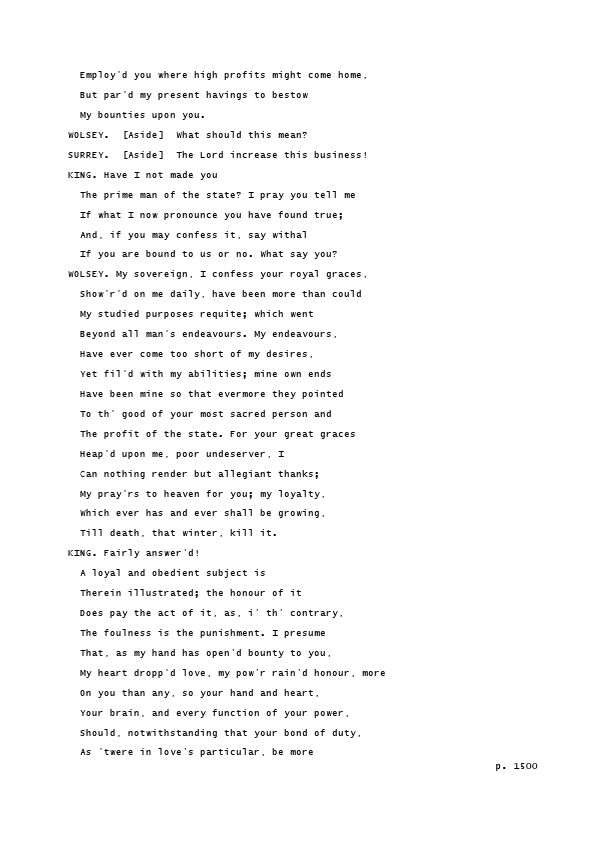 Employ'd you where high profits might come home,
But par'd my present havings to bestow
My bounties upon you.
WOLSEY.  [Aside]  What should this mean?
SURREY.  [Aside]  The Lord increase this business!
KING. Have I not made you
The prime man of the state? I pray you tell me
If what I now pronounce you have found true;
And, if you may confess it, say withal
If you are bound to us or no. What say you?
WOLSEY. My sovereign, I confess your royal graces,
Show'r'd on me daily, have been more than could
My studied purposes requite; which went
Beyond all man's endeavours. My endeavours,
Have ever come too short of my desires,
Yet fil'd with my abilities; mine own ends
Have been mine so that evermore they pointed
To th' good of your most sacred person and
The profit of the state. For your great graces
Heap'd upon me, poor undeserver, I
Can nothing render but allegiant thanks;
My pray'rs to heaven for you; my loyalty,
Which ever has and ever shall be growing,
Till death, that winter, kill it.
KING. Fairly answer'd!
A loyal and obedient subject is
Therein illustrated; the honour of it
Does pay the act of it, as, i' th' contrary,
The foulness is the punishment. I presume
That, as my hand has open'd bounty to you,
My heart dropp'd love, my pow'r rain'd honour, more
On you than any, so your hand and heart,
Your brain, and every function of your power,
Should, notwithstanding that your bond of duty,
As 'twere in love's particular, be more
p. 1500